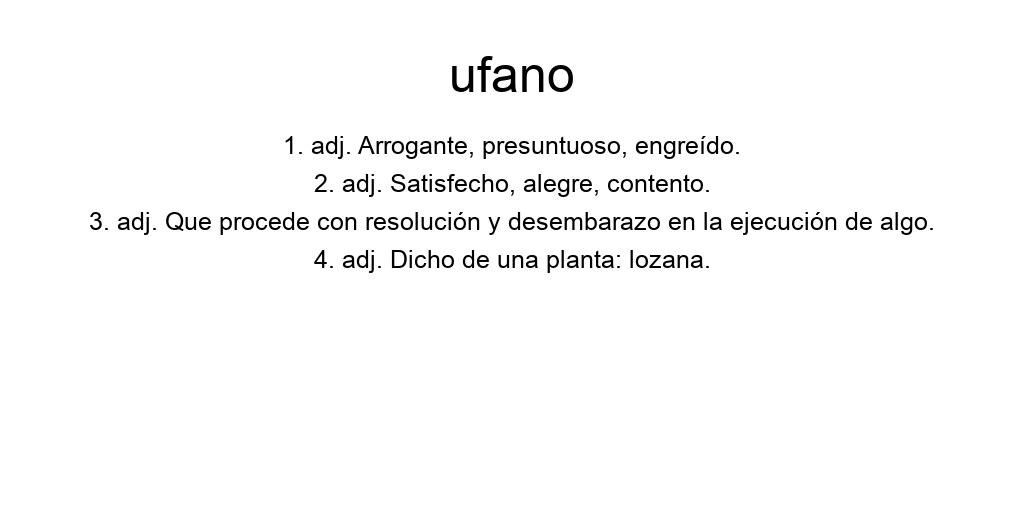 ufano
1. adj. Arrogante, presuntuoso, engreído.
2. adj. Satisfecho, alegre, contento.
3. adj. Que procede con resolución y desembarazo en la ejecución de algo.
4. adj. Dicho de una planta: lozana.